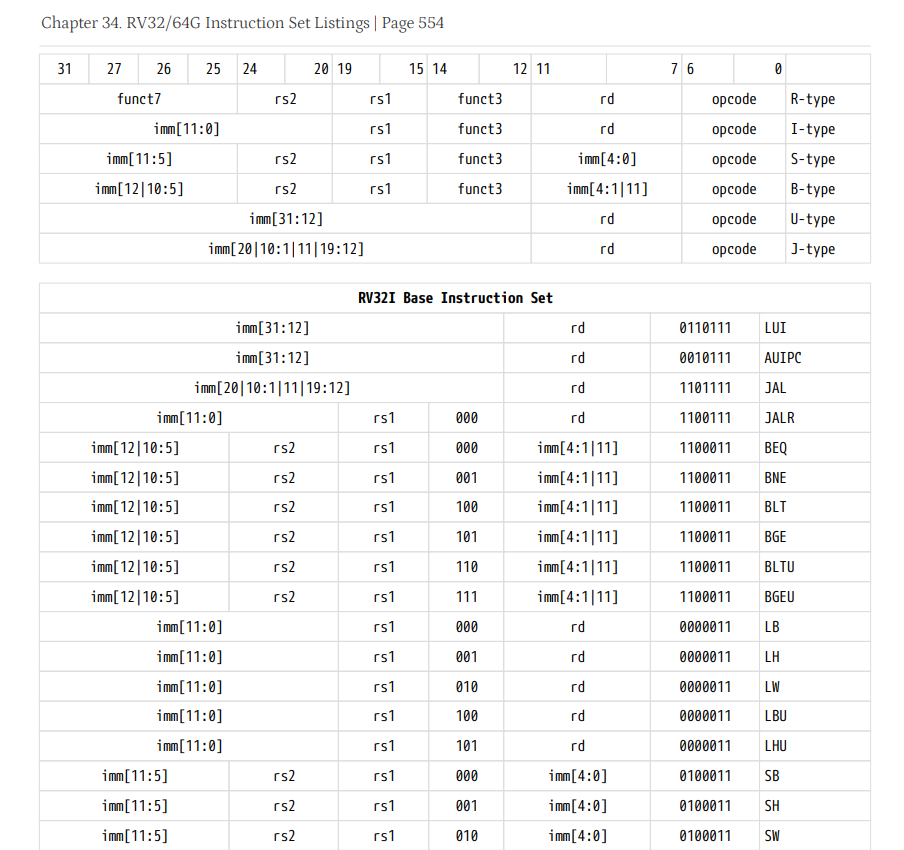 Chapter 34. RV32/64G Instruction Set Listings | Page 554
31 27 26 25 24 20 19 15 14 12 11 7 6 0
funct7 rs2 rs1 funct3 rd opcode R-type
imm[11:0] rs1 funct3 rd opcode I-type
imm[11:5] rs2 rs1 funct3 imm[4:0] opcode S-type
imm[12|10:5] rs2 rs1 funct3 imm[4:1|11] opcode B-type
imm[31:12] rd opcode U-type
imm[20|10:1|11|19:12] rd opcode J-type
RV32I Base Instruction Set
imm[31:12] rd 0110111 LUI
imm[31:12] rd 0010111 AUIPC
imm[20|10:1|11|19:12] rd 1101111 JAL
imm[11:0] rs1 000 rd 1100111 JALR
imm[12|10:5] rs2 rs1 000 imm[4:1|11] 1100011 BEQ
imm[12|10:5] rs2 rs1 001 imm[4:1|11] 1100011 BNE
imm[12|10:5] rs2 rs1 100 imm[4:1|11] 1100011 BLT
imm[12|10:5] rs2 rs1 101 imm[4:1|11] 1100011 BGE
imm[12|10:5] rs2 rs1 110 imm[4:1|11] 1100011 BLTU
imm[12|10:5] rs2 rs1 111 imm[4:1|11] 1100011 BGEU
imm[11:0] rs1 000 rd 0000011 LB
imm[11:0] rs1 001 rd 0000011 LH
imm[11:0] rs1 010 rd 0000011 LW
imm[11:0] rs1 100 rd 0000011 LBU
imm[11:0] rs1 101 rd 0000011 LHU
imm[11:5] rs2 rs1 000 imm[4:0] 0100011 SB
imm[11:5] rs2 rs1 001 imm[4:0] 0100011 SH
imm[11:5] rs2 rs1 010 imm[4:0] 0100011 SW